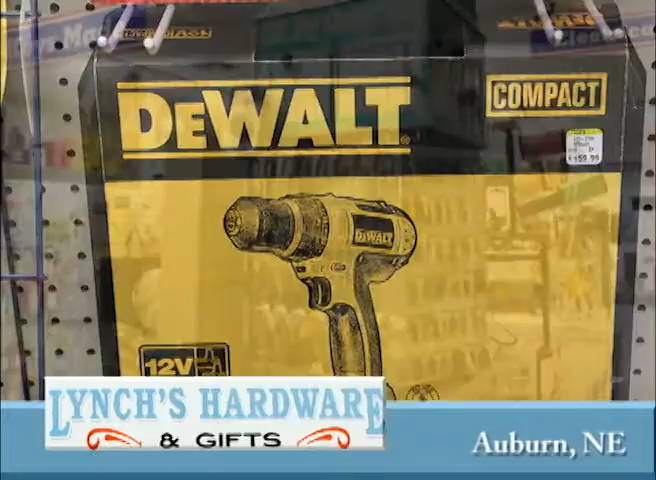 DEWALT®
COMPACT
$159.99
DEWALT
12V
LYNCH'S HARDWARE
& GIFTS
Auburn, NE